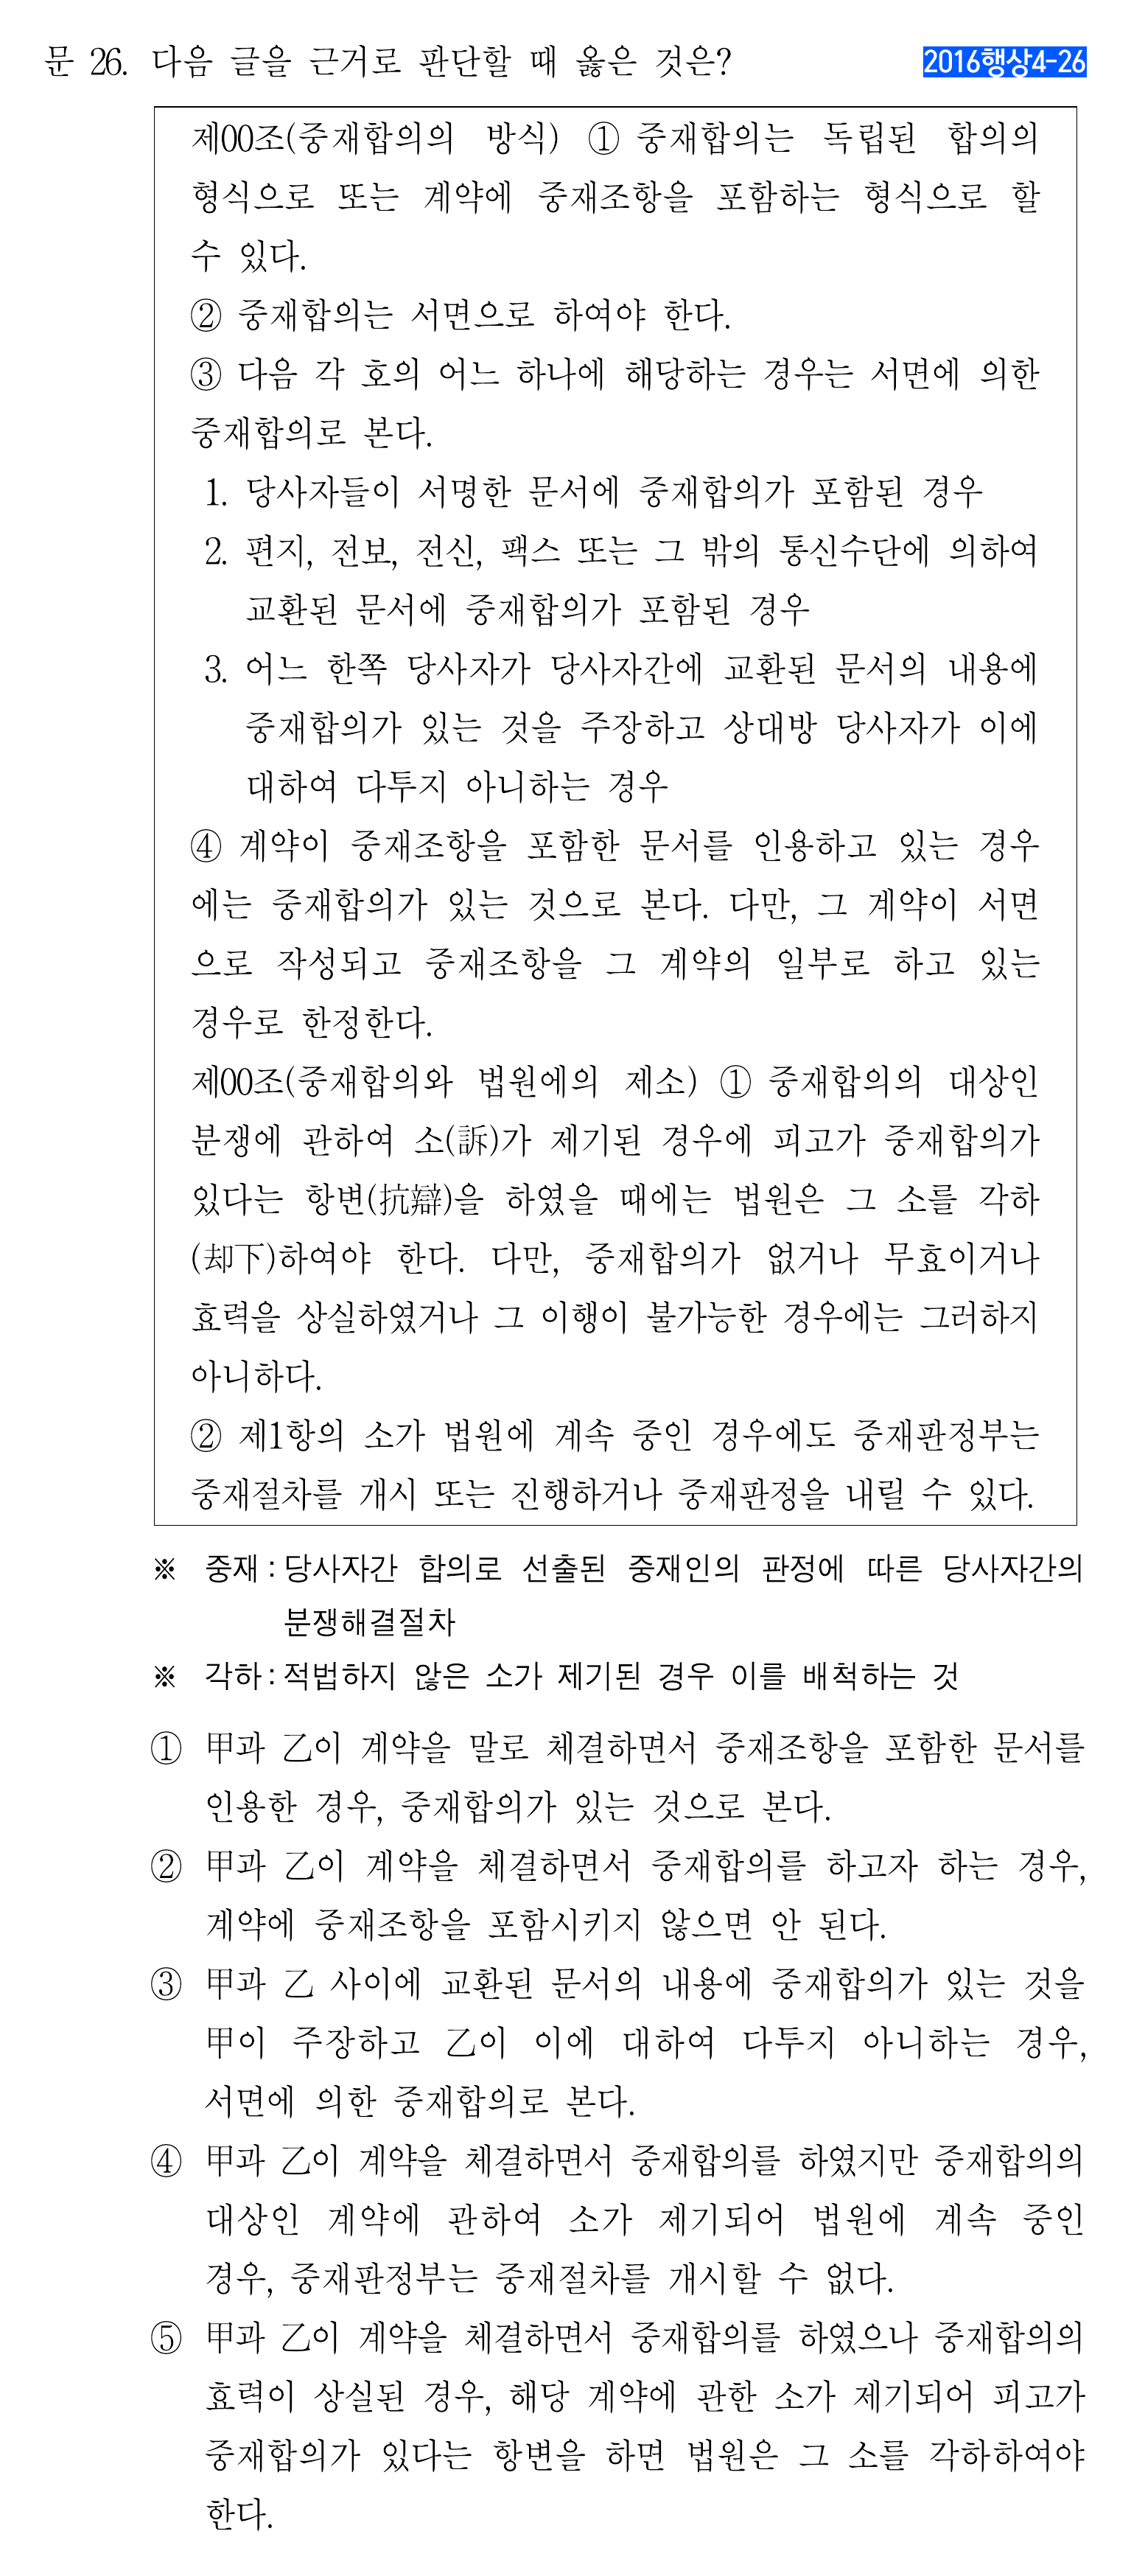 문 26. 다음 글을 근거로 판단할 때 옳은 것은?
2016행상4-26
제00조(중재합의의 방식) ① 중재합의는 독립된 합의의
형식으로 또는 계약에 중재조항을 포함하는 형식으로 할
수 있다.
② 중재합의는 서면으로 하여야 한다.
③ 다음 각 호의 어느 하나에 해당하는 경우는 서면에 의한
중재합의로 본다.
1. 당사자들이 서명한 문서에 중재합의가 포함된 경우
2. 편지, 전보, 전신, 팩스 또는 그 밖의 통신수단에 의하여
교환된 문서에 중재합의가 포함된 경우
3. 어느 한쪽 당사자가 당사자간에 교환된 문서의 내용에
중재합의가 있는 것을 주장하고 상대방 당사자가 이에
대하여 다투지 아니하는 경우
④ 계약이 중재조항을 포함한 문서를 인용하고 있는 경우
에는 중재합의가 있는 것으로 본다. 다만, 그 계약이 서면
으로 작성되고 중재조항을 그 계약의 일부로 하고 있는
경우로 한정한다.
제00조(중재합의와 법원에의 제소) ① 중재합의의 대상인
분쟁에 관하여 소(訴)가 제기된 경우에 피고가 중재합의가
있다는 항변(抗辯)을 하였을 때에는 법원은 그 소를 각하
(却下)하여야 한다. 다만, 중재합의가 없거나 무효이거나
효력을 상실하였거나 그 이행이 불가능한 경우에는 그러하지
아니하다.
② 제1항의 소가 법원에 계속 중인 경우에도 중재판정부는
중재절차를 개시 또는 진행하거나 중재판정을 내릴 수 있다.
※ 중재 : 당사자간 합의로 선출된 중재인의 판정에 따른 당사자간의
분쟁해결절차
※ 각하 : 적법하지 않은 소가 제기된 경우 이를 배척하는 것
① 甲과 乙이 계약을 말로 체결하면서 중재조항을 포함한 문서를
인용한 경우, 중재합의가 있는 것으로 본다.
② 甲과 乙이 계약을 체결하면서 중재합의를 하고자 하는 경우,
계약에 중재조항을 포함시키지 않으면 안 된다.
③ 甲과 乙 사이에 교환된 문서의 내용에 중재합의가 있는 것을
甲이 주장하고 乙이 이에 대하여 다투지 아니하는 경우,
서면에 의한 중재합의로 본다.
④ 甲과 乙이 계약을 체결하면서 중재합의를 하였지만 중재합의의
대상인 계약에 관하여 소가 제기되어 법원에 계속 중인
경우, 중재판정부는 중재절차를 개시할 수 없다.
⑤ 甲과 乙이 계약을 체결하면서 중재합의를 하였으나 중재합의의
효력이 상실된 경우, 해당 계약에 관한 소가 제기되어 피고가
중재합의가 있다는 항변을 하면 법원은 그 소를 각하하여야
한다.